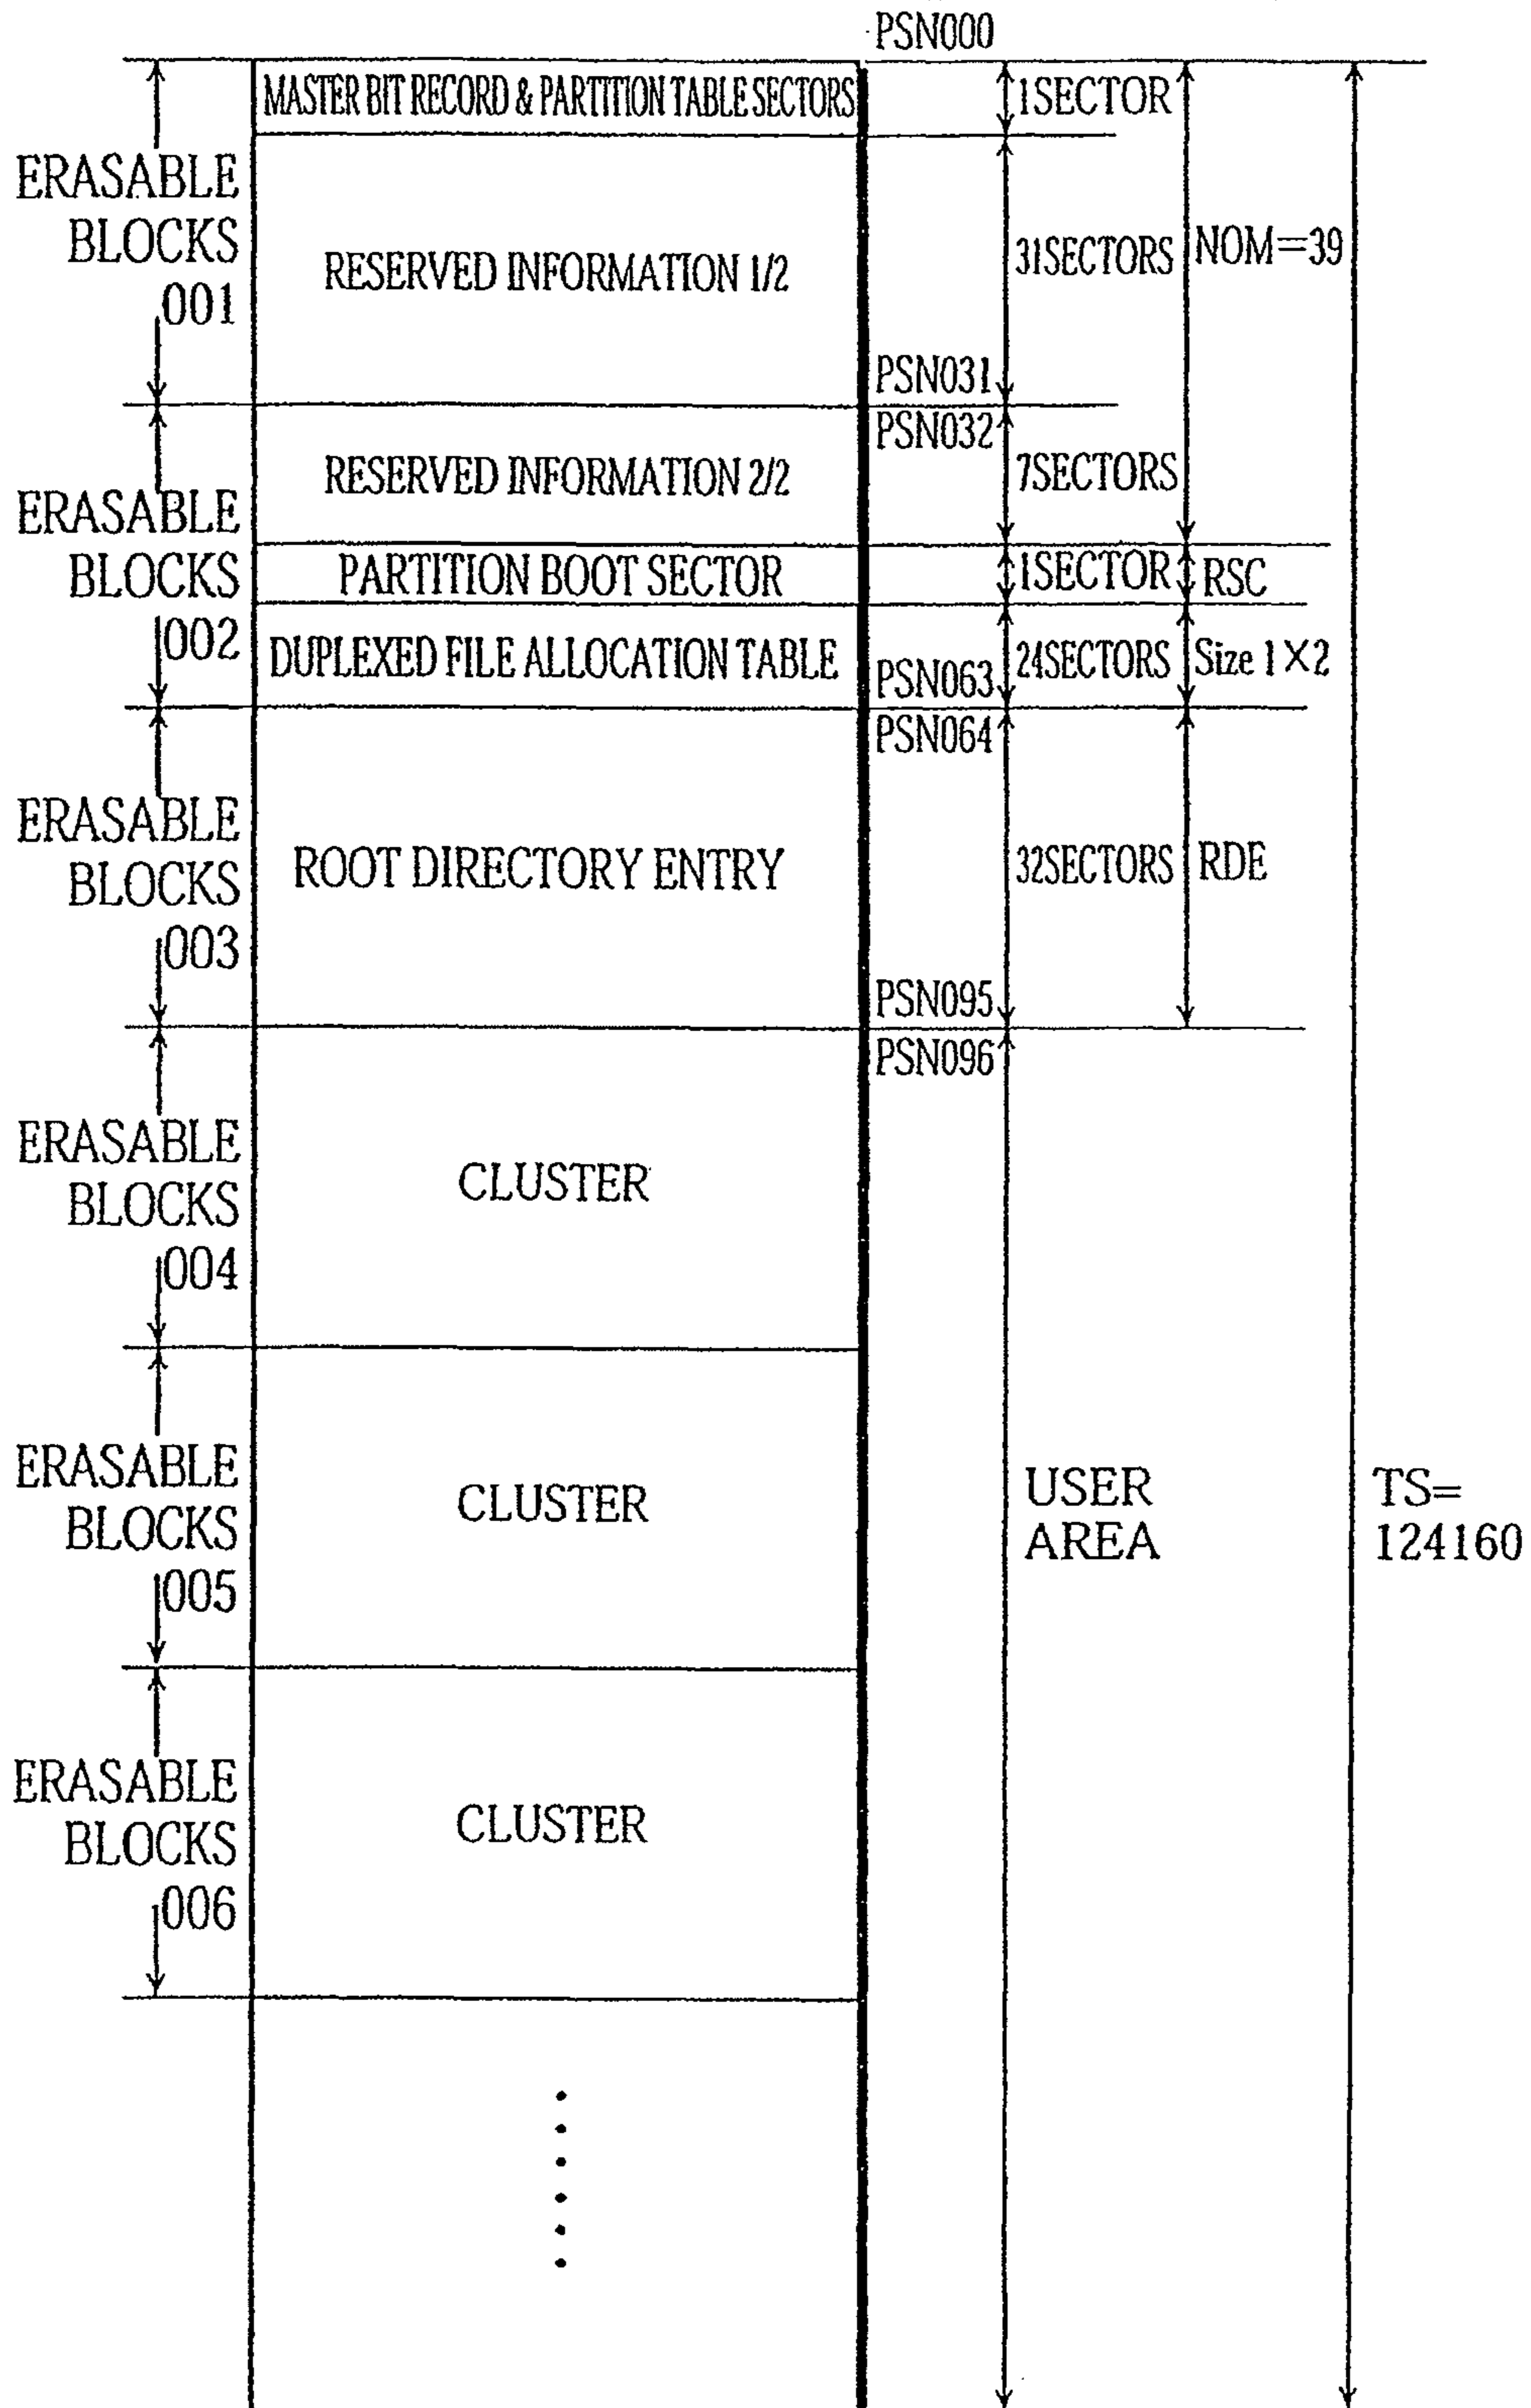 PSN000
MASTER BIT RECORD & PARTITION TABLE SECTORS
1SECTOR
ERASABLE
BLOCKS
001
RESERVED INFORMATION 1/2
31SECTORS
NOM=39
PSN031
PSN032
RESERVED INFORMATION 2/2
7SECTORS
ERASABLE
BLOCKS
002
PARTITION BOOT SECTOR
1SECTOR
RSC
DUPLEXED FILE ALLOCATION TABLE
PSN063
24SECTORS
Size 1×2
PSN064
ERASABLE
BLOCKS
003
ROOT DIRECTORY ENTRY
32SECTORS
RDE
PSN095
PSN096
ERASABLE
BLOCKS
004
CLUSTER
ERASABLE
BLOCKS
005
CLUSTER
USER
AREA
TS=
124160
ERASABLE
BLOCKS
006
CLUSTER